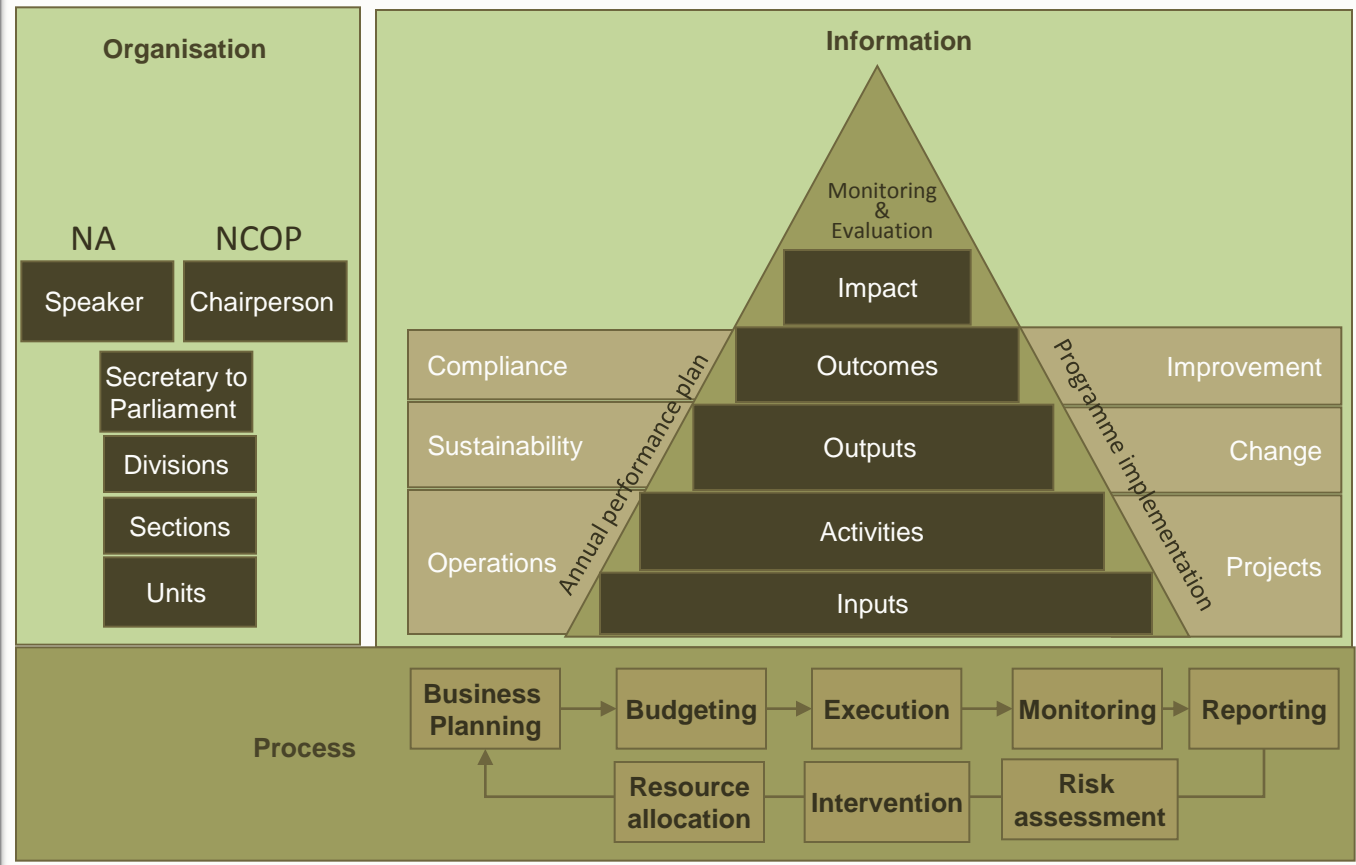 Organisation
NA
NCOP
Speaker
Chairperson
Secretary to
Parliament
Divisions
Sections
Units
Information
Monitoring
&
Evaluation
Impact
Outcomes
Outputs
Activities
Inputs
Compliance
Sustainability
Operations
Annual performance plan
Programme implementation
Improvement
Change
Projects
Process
Business
Planning
Budgeting
Execution
Monitoring
Reporting
Resource
allocation
Intervention
Risk
assessment